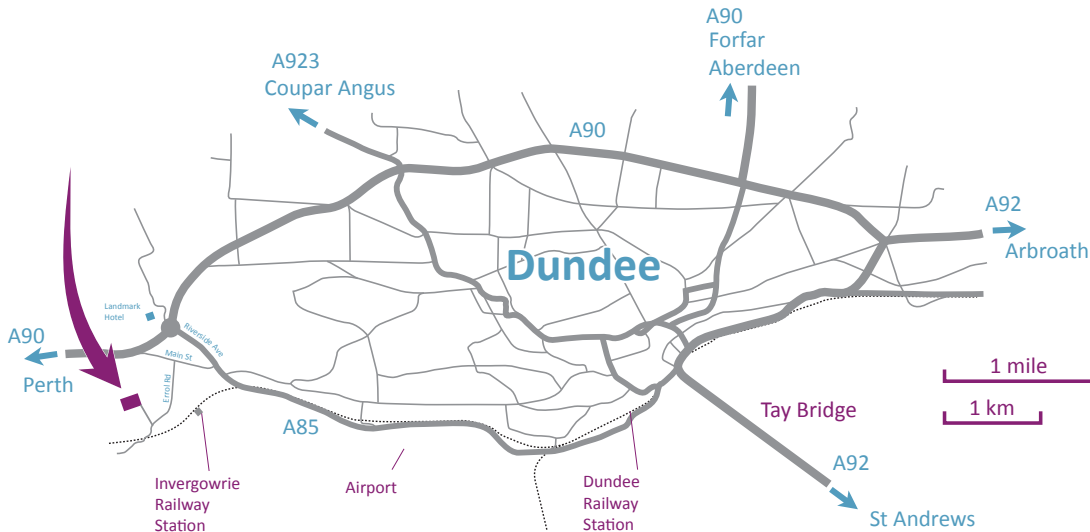 A90
Forfar
Aberdeen
A923
Coupar Angus
A90
A92
Arbroath
Dundee
Landmark
Hotel
Riverside Ave
A90
Perth
Main St
Errol Rd
1 mile
1 km
Tay Bridge
A85
A92
St Andrews
Invergowrie
Railway
Station
Airport
Dundee
Railway
Station